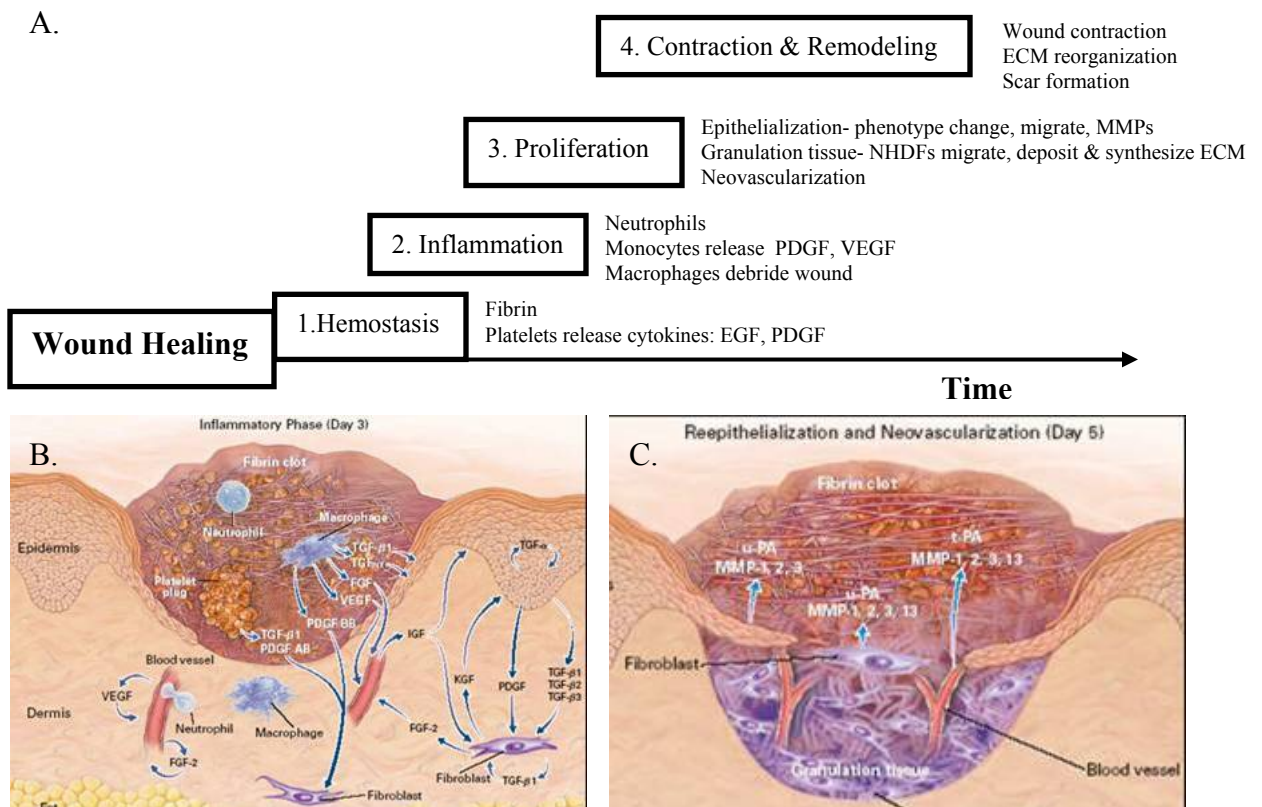 A.
4. Contraction & Remodeling
Wound contraction
ECM reorganization
Scar formation
3. Proliferation
Epithelialization- phenotype change, migrate, MMPs
Granulation tissue- NHDFs migrate, deposit & synthesize ECM
Neovascularization
2. Inflammation
Neutrophils
Monocytes release PDGF, VEGF
Macrophages debride wound
Wound Healing
1.Hemostasis
Fibrin
Platelets release cytokines: EGF, PDGF
Time
Inflammatory Phase (Day 3)
B.
Fibrin clot
Neutrophil
Macrophage
Epidermis
TGF-β1
TGF-α
TGF-α
FGF
VEGF
Platelet
plug
PDGF BB
TGF-β1
PDGF AB
IGF
Blood vessel
VEGF
KGF
PDGF
TGF-β1
TGF-β2
TGF-β3
Dermis
Neutrophil
Macrophage
FGF-2
FGF-2
Fibroblast
TGF-β1
Fibroblast
Reepithelialization and Neovascularization (Day 5)
C.
Fibrin clot
u-PA
MMP-1, 2, 3
t-PA
MMP-1, 2, 3, 13
u-PA
MMP-1, 2, 3, 13
Fibroblast
Granulation tissue
Blood vessel